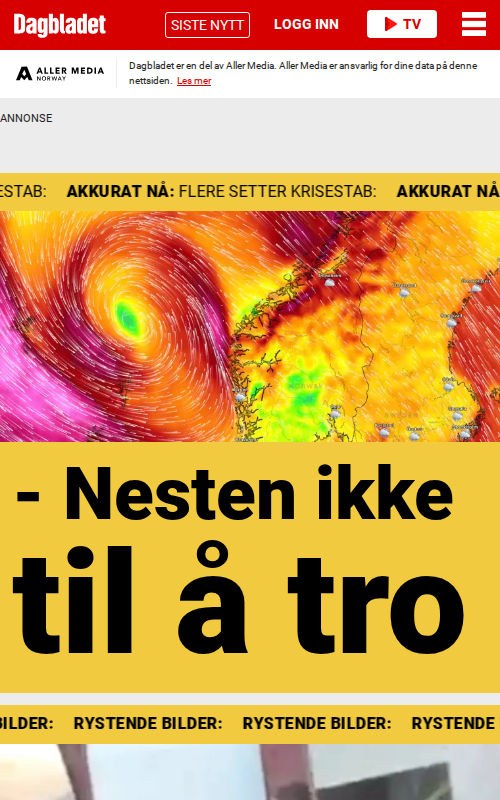 Dagbladet
SISTE NYTT
LOGG INN
TV
ALLER MEDIA
NORWAY
Dagbladet er en del av Aller Media. Aller Media er ansvarlig for dine data på denne
nettsiden. Les mer
ANNONSE
ESTAB: AKKURAT NÅ: FLERE SETTER KRISESTAB: AKKURAT NÅ
- Nesten ikke
til å tro
BILDER: RYSTENDE BILDER: RYSTENDE BILDER: RYSTENDE